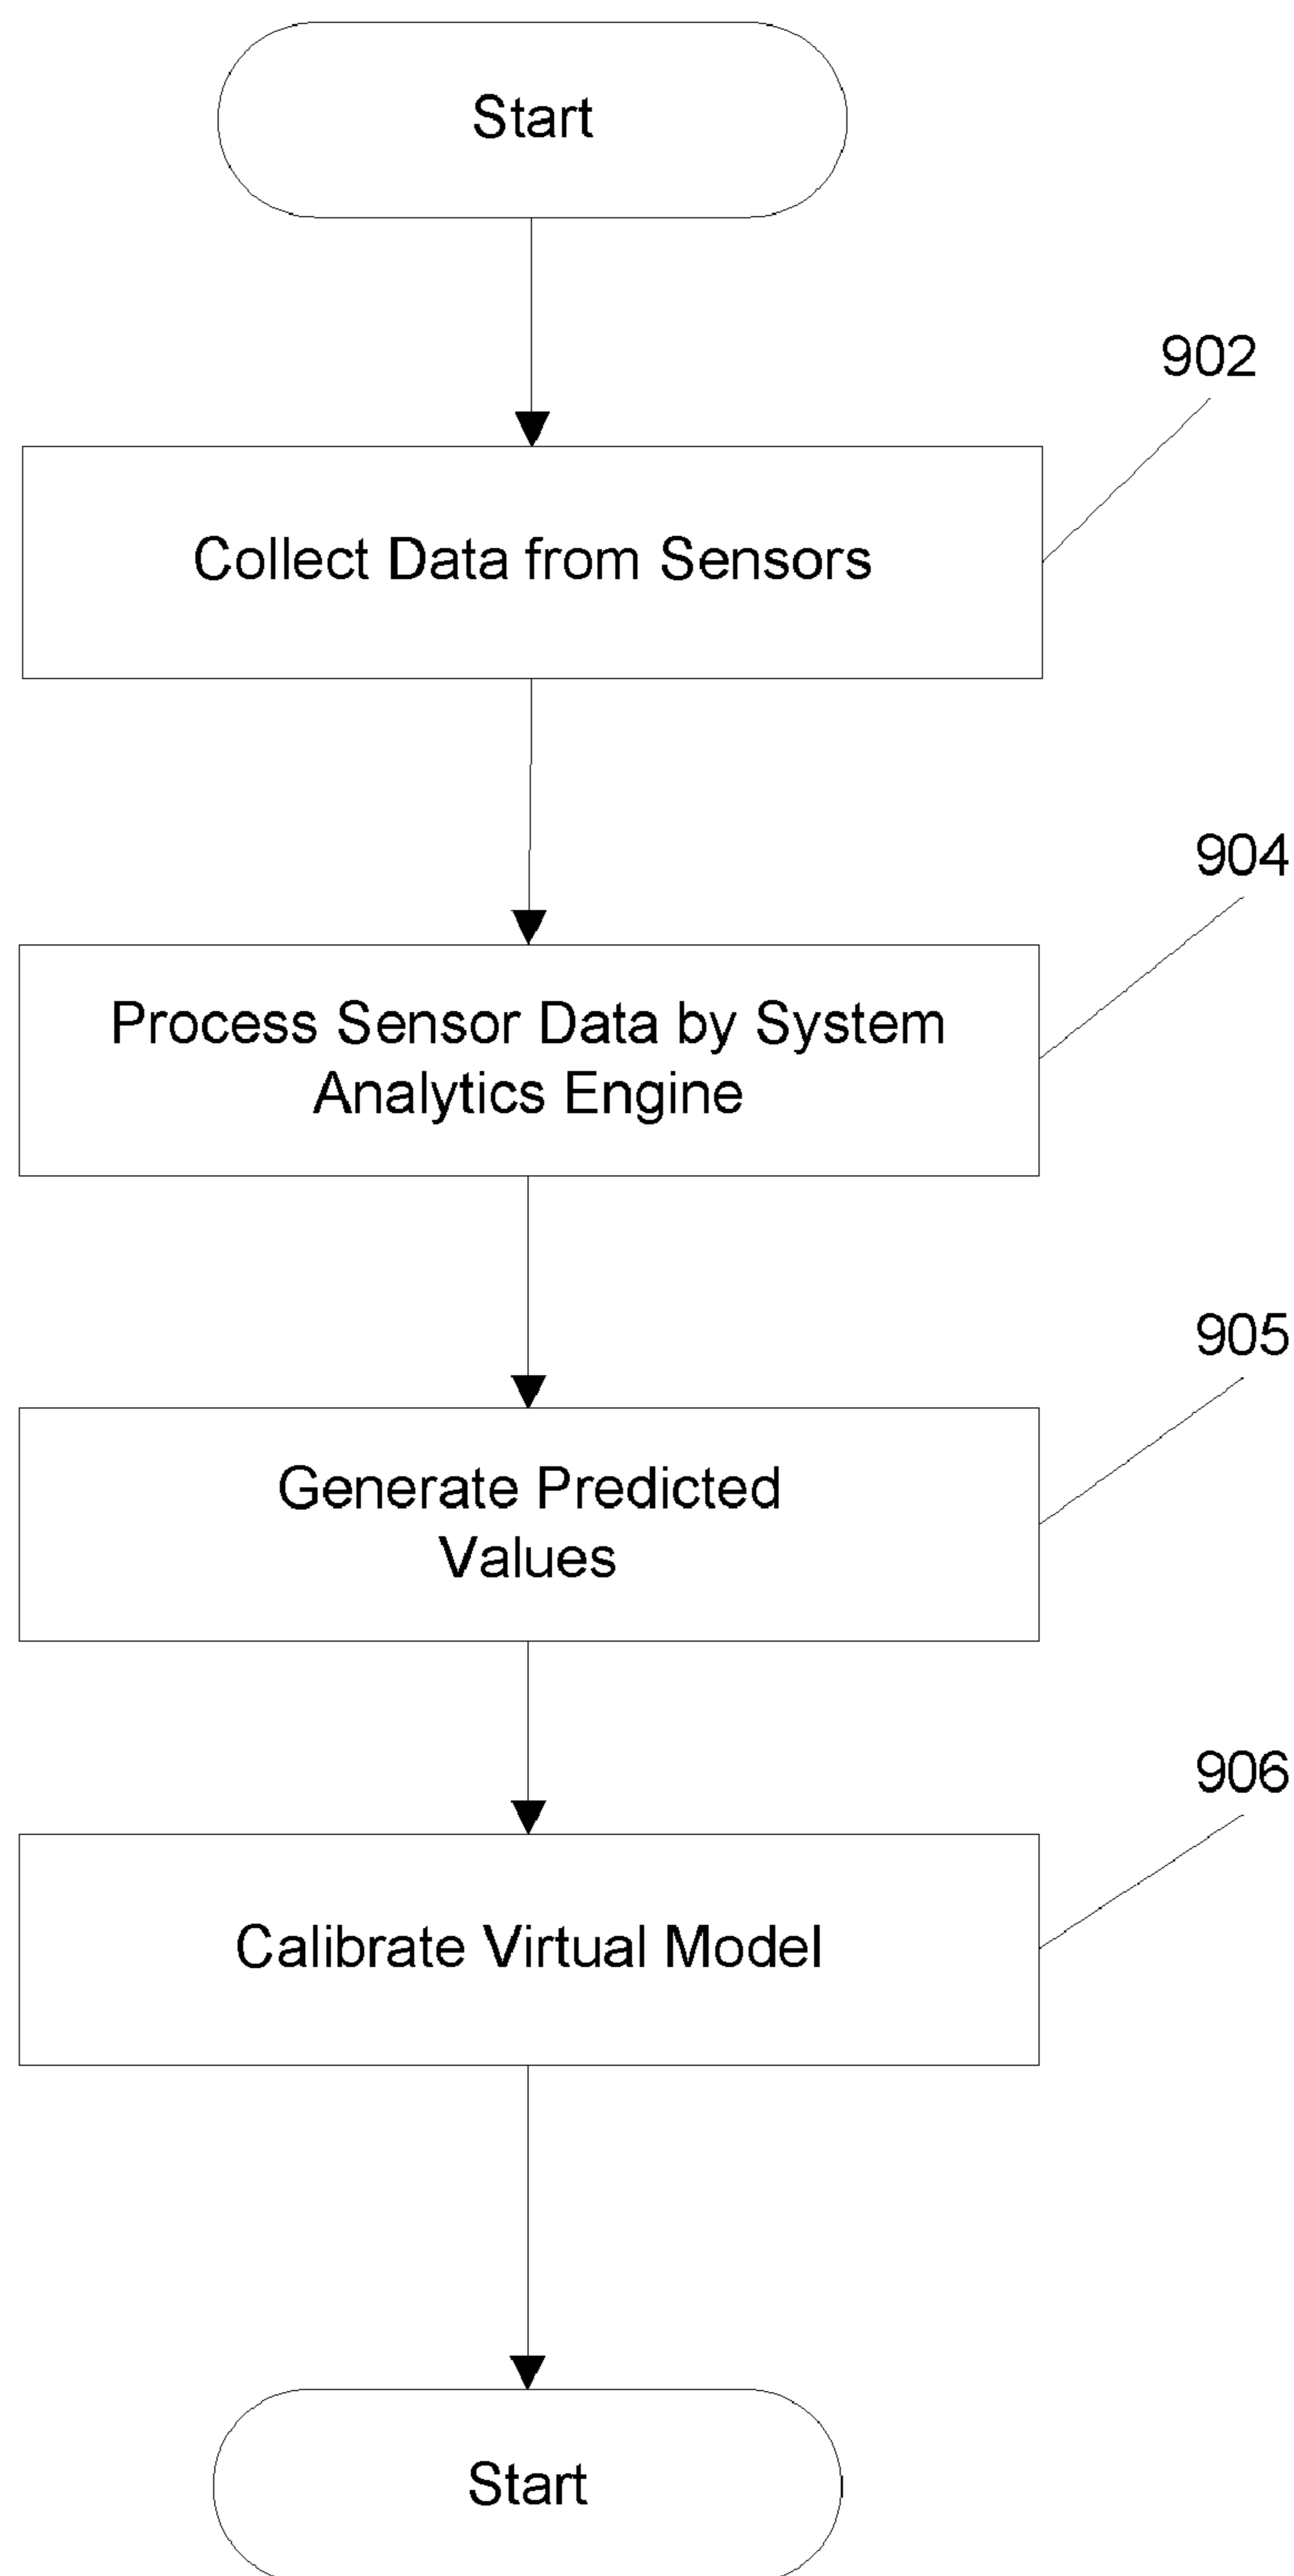 Start
902
Collect Data from Sensors
904
Process Sensor Data by System
Analytics Engine
905
Generate Predicted
Values
906
Calibrate Virtual Model
Start